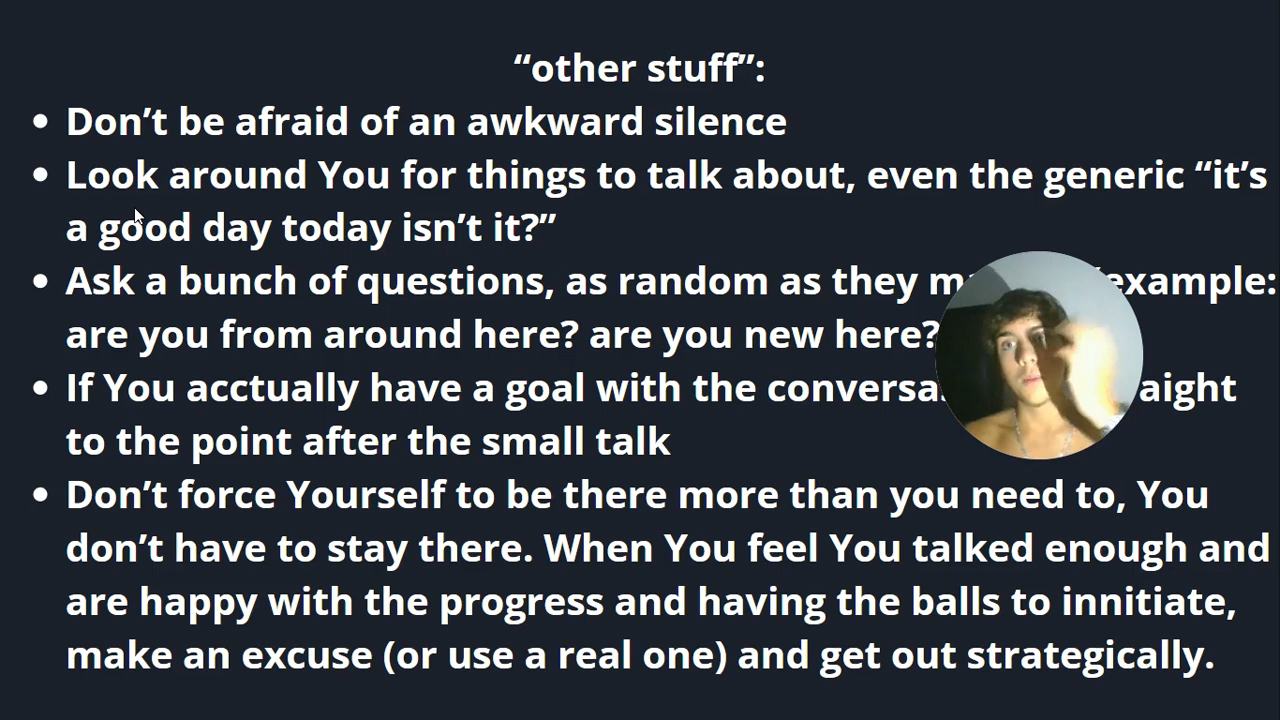 “other stuff”:
• Don’t be afraid of an awkward silence
• Look around You for things to talk about, even the generic “it’s
a good day today isn’t it?”
• Ask a bunch of questions, as random as they example:
are you from around here? are you new here?
• If You acctually have a goal with the
to the point after the small talk
• Don’t force Yourself to be there more than you need to, You
don’t have to stay there. When You feel You talked enough and
are happy with the progress and having the balls to innitiate,
make an excuse (or use a real one) and get out strategically.